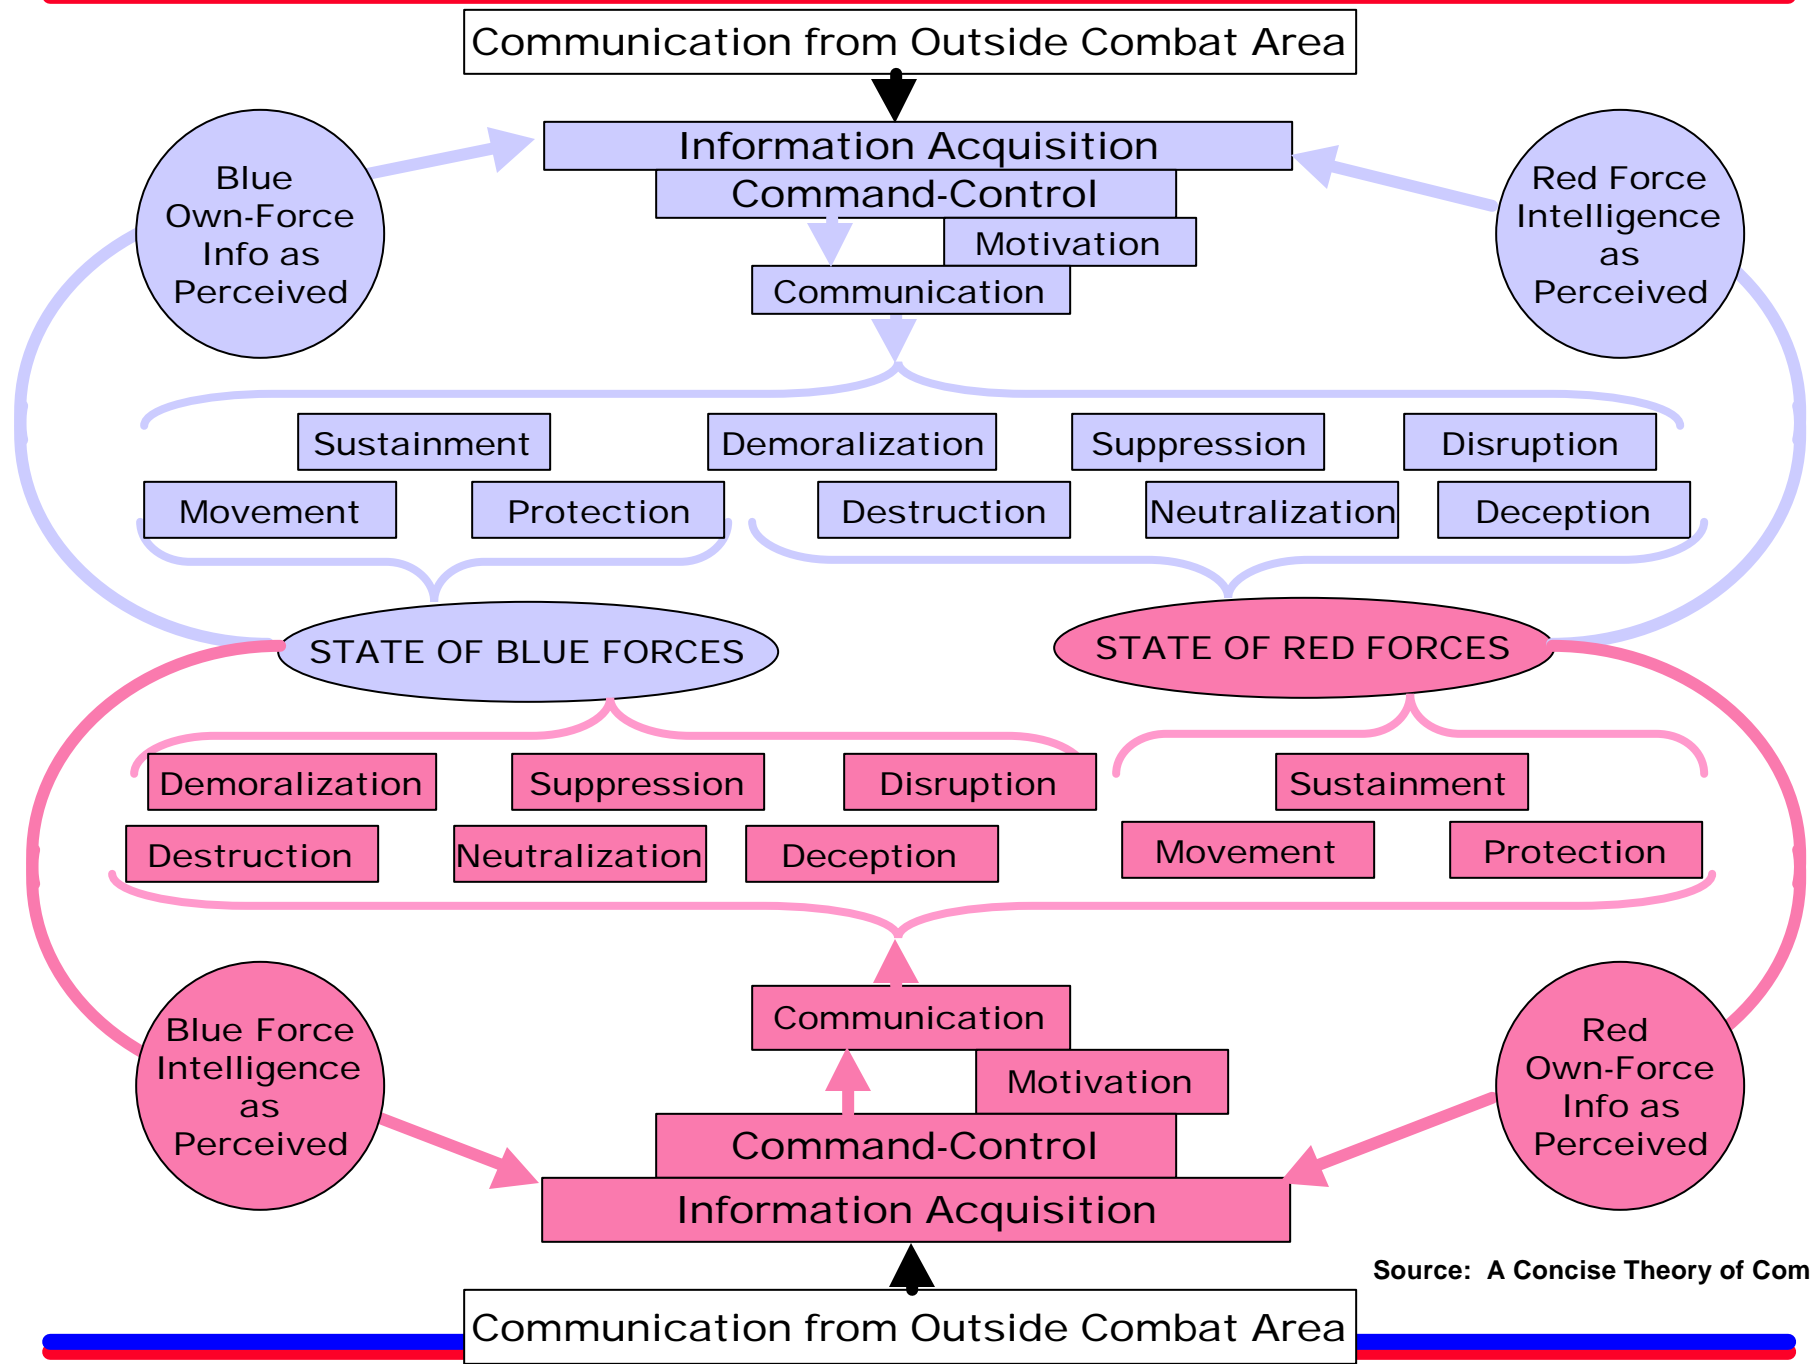 Communication from Outside Combat Area
Information Acquisition
Command-Control
Motivation
Communication
Blue
Own-Force
Info as
Perceived
Red Force
Intelligence
as
Perceived
Sustainment
Demoralization
Suppression
Disruption
Movement
Protection
Destruction
Neutralization
Deception
STATE OF BLUE FORCES
STATE OF RED FORCES
Demoralization
Suppression
Disruption
Sustainment
Destruction
Neutralization
Deception
Movement
Protection
Blue Force
Intelligence
as
Perceived
Communication
Motivation
Command-Control
Information Acquisition
Red
Own-Force
Info as
Perceived
Source: A Concise Theory of Com
Communication from Outside Combat Area